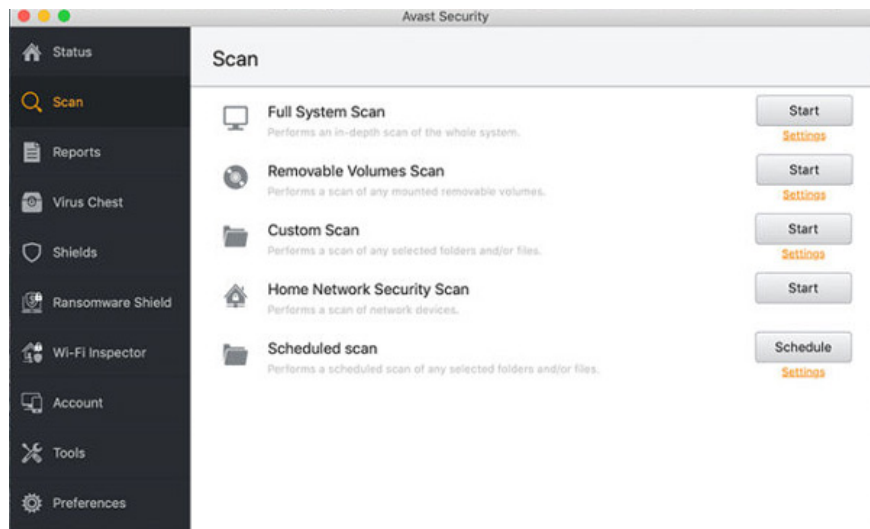 Avast Security
Status
Scan
Reports
Virus Chest
Shields
Ransomware Shield
Wi-Fi Inspector
Account
Tools
Preferences
Scan
Full System Scan
Performs an in-depth scan of the whole system.
Start
Settings
Removable Volumes Scan
Performs a scan of any mounted removable volumes.
Start
Settings
Custom Scan
Performs a scan of any selected folders and/or files.
Start
Settings
Home Network Security Scan
Performs a scan of network devices.
Start
Scheduled scan
Performs a scheduled scan of any selected folders and/or files.
Schedule
Settings